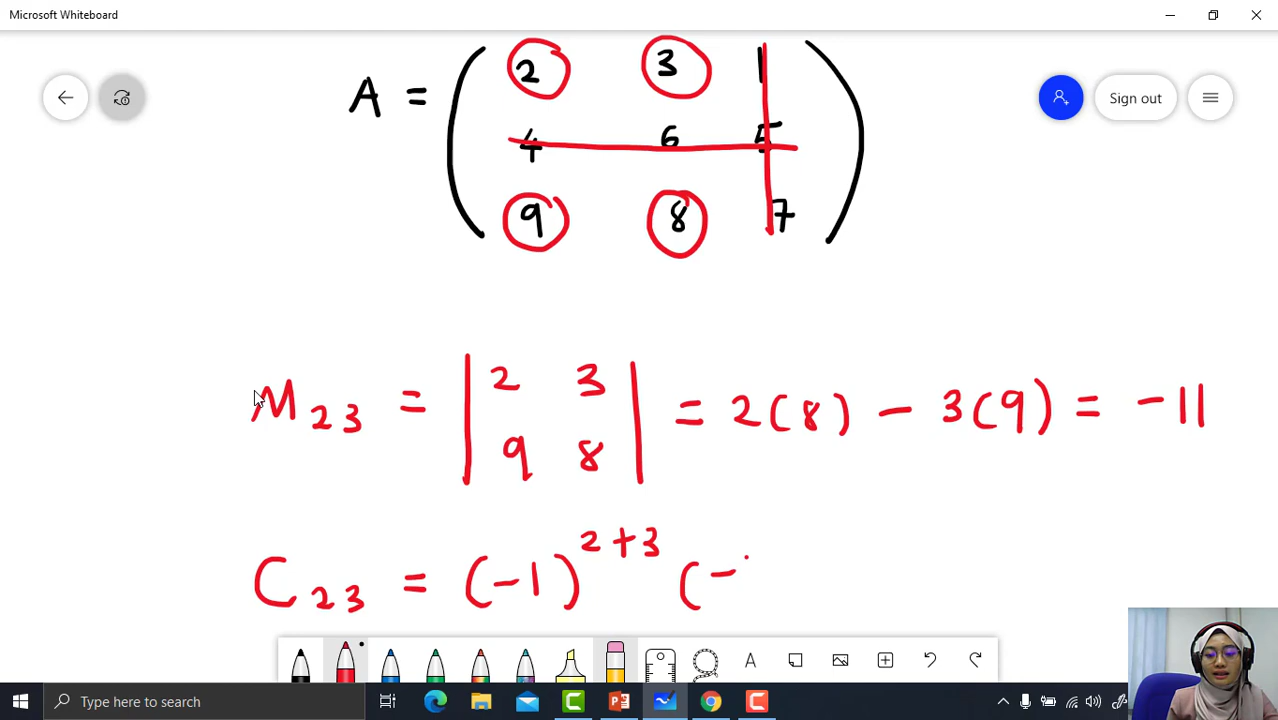 Microsoft Whiteboard
Sign out
A = ( 2 3 1
4 6 5
9 8 7 )
M23 = | 2 3
9 8 | = 2(8) - 3(9) = -11
C23 = (-1)^2+3 (-
A
Type here to search